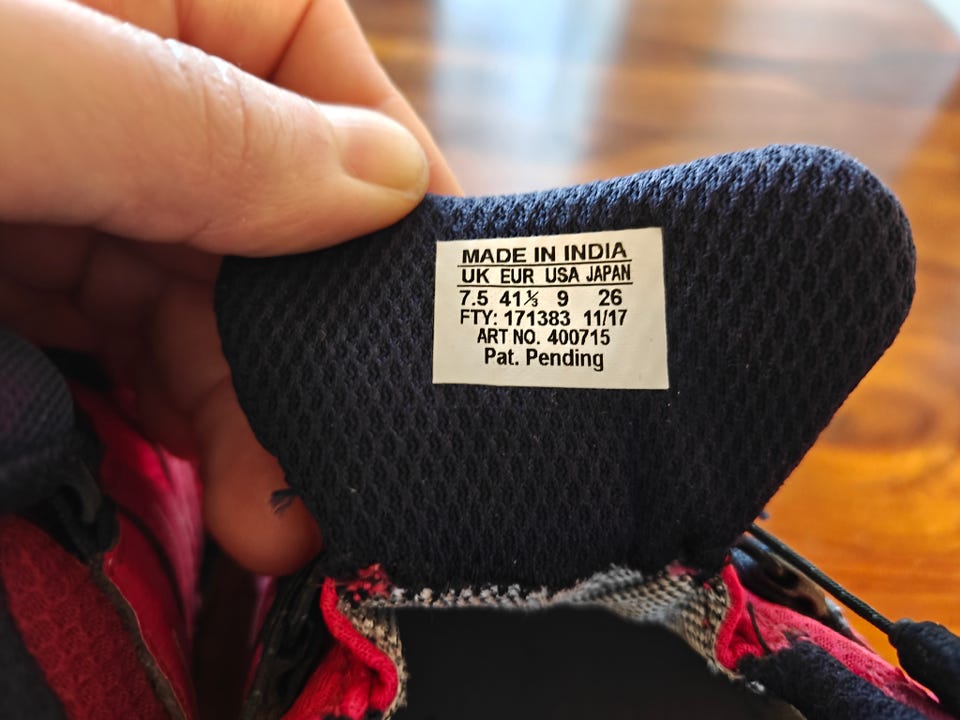 MADE IN INDIA
UK EUR USA JAPAN
7.5 41⅓ 9 26
FTY: 171383 11/17
ART NO. 400715
Pat. Pending